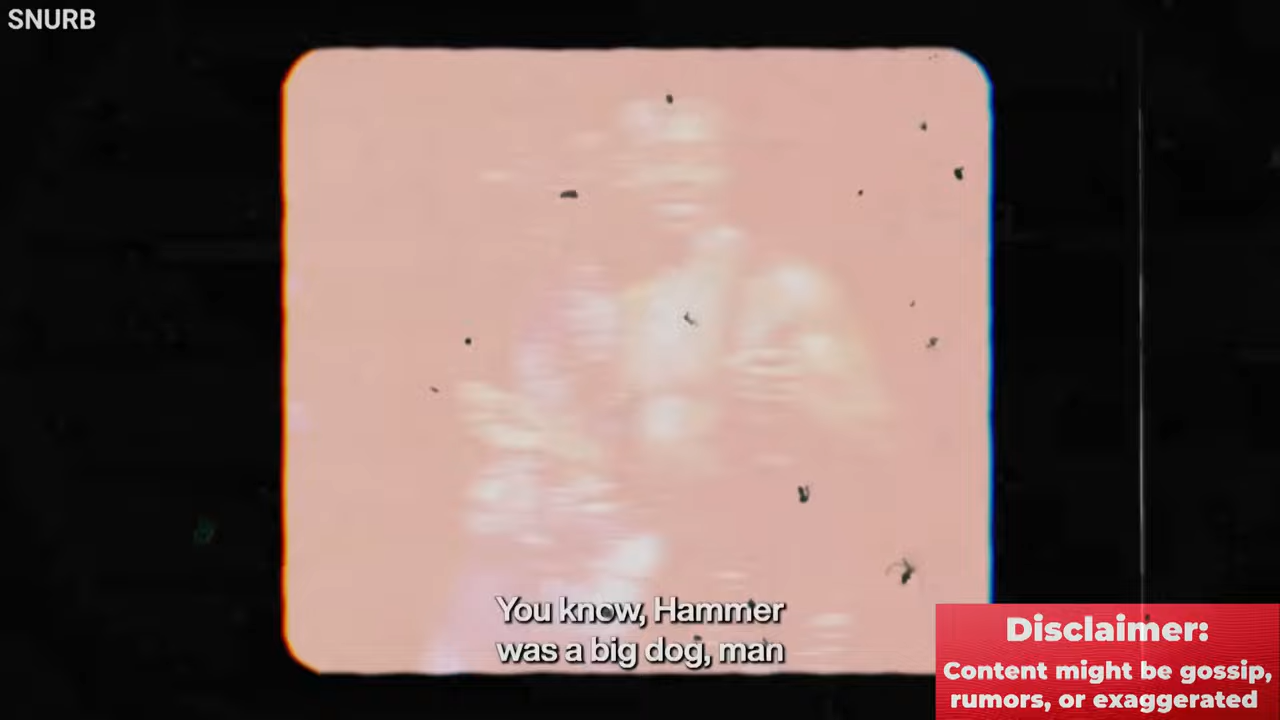 SNURB
You know, Hammer
was a big dog, man
Disclaimer:
Content might be gossip,
rumors, or exaggerated